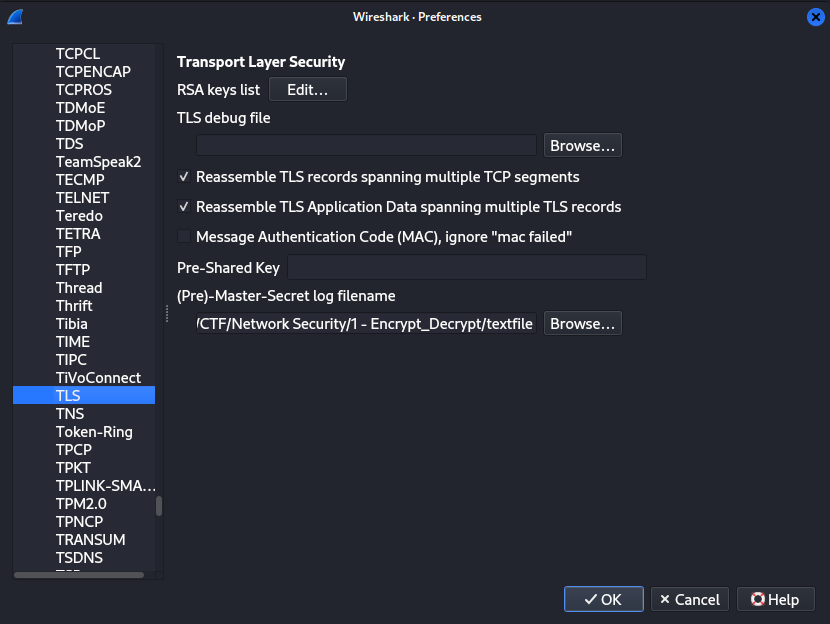 Wireshark · Preferences
TCPCL
TCPENCAP
TCPROS
TDMoE
TDMoP
TDS
TeamSpeak2
TECMP
TELNET
Teredo
TETRA
TFP
TFTP
Thread
Thrift
Tibia
TIME
TIPC
TiVoConnect
TLS
TNS
Token-Ring
TPCP
TPKT
TPLINK-SMA…
TPM2.0
TPNCP
TRANSUM
TSDNS
Transport Layer Security
RSA keys list Edit…
TLS debug file
Browse…
Reassemble TLS records spanning multiple TCP segments
Reassemble TLS Application Data spanning multiple TLS records
Message Authentication Code (MAC), ignore "mac failed"
Pre-Shared Key
(Pre)-Master-Secret log filename
/CTF/Network Security/1 - Encrypt_Decrypt/textfile Browse…
OK Cancel Help